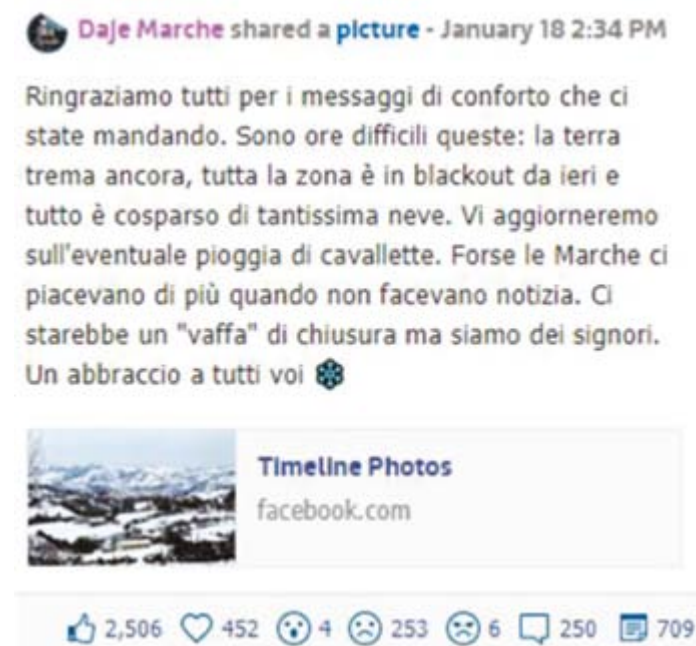 Daje Marche shared a picture - January 18 2:34 PM
Ringraziamo tutti per i messaggi di conforto che ci
state mandando. Sono ore difficili queste: la terra
trema ancora, tutta la zona è in blackout da ieri e
tutto è cosparso di tantissima neve. Vi aggiorneremo
sull'eventuale pioggia di cavallette. Forse le Marche ci
piacevano di più quando non facevano notizia. Ci
starebbe un "vaffa" di chiusura ma siamo dei signori.
Un abbraccio a tutti voi
Timeline Photos
facebook.com
2,506 452 4 253 6 250 709